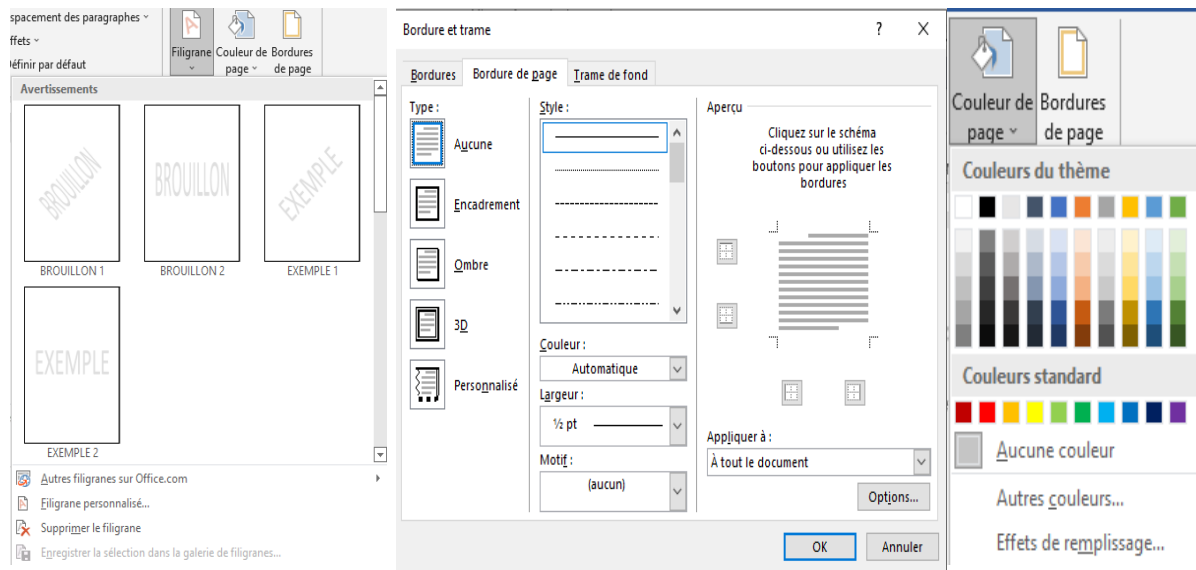 spacement des paragraphes
ffets
éfinir par défaut
Filigrane
Couleur de
page
Bordures
de page
Avertissements
BROUILLON
BROUILLON
EXEMPLE
BROUILLON 1
BROUILLON 2
EXEMPLE 1
EXEMPLE
EXEMPLE 2
Autres filigranes sur Office.com
Filigrane personnalisé...
Supprimer le filigrane
Enregistrer la sélection dans la galerie de filigranes...
Bordure et trame
? X
Bordures
Bordure de page
Trame de fond
Type :
Aucune
Encadrement
Ombre
3D
Personnalisé
Style :
Couleur :
Automatique
Largeur :
½ pt
Motif :
(aucun)
Aperçu
Cliquez sur le schéma
ci-dessous ou utilisez les
boutons pour appliquer les
bordures
Appliquer à :
À tout le document
Options...
OK
Annuler
Couleur de
page
Bordures
de page
Couleurs du thème
Couleurs standard
Aucune couleur
Autres couleurs...
Effets de remplissage...